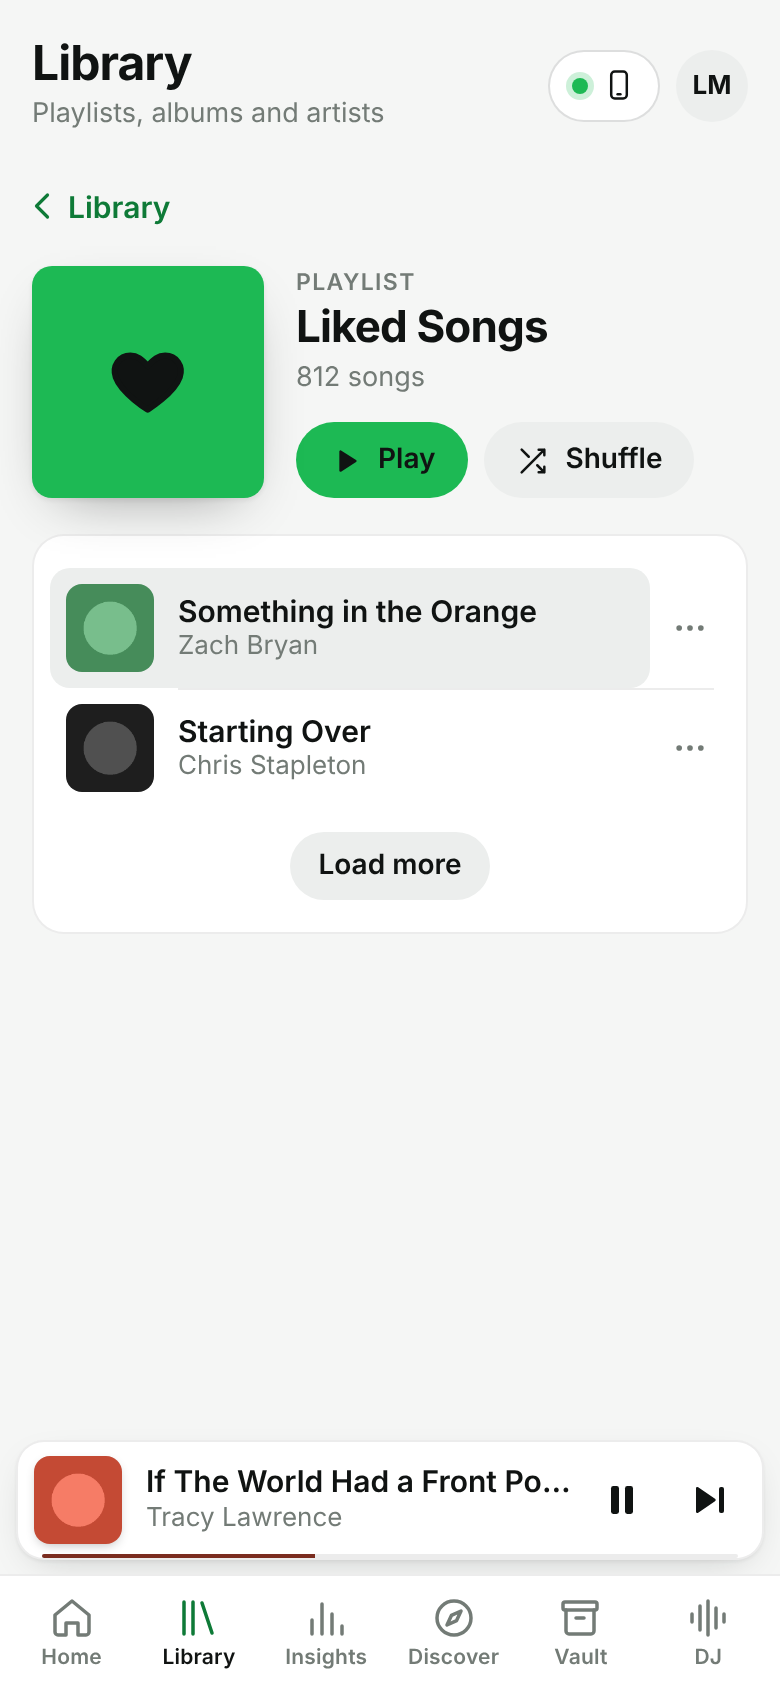 Library
Playlists, albums and artists
LM
Library
PLAYLIST
Liked Songs
812 songs
Play
Shuffle
Something in the Orange
Zach Bryan
Starting Over
Chris Stapleton
Load more
If The World Had a Front Po...
Tracy Lawrence
Home
Library
Insights
Discover
Vault
DJ